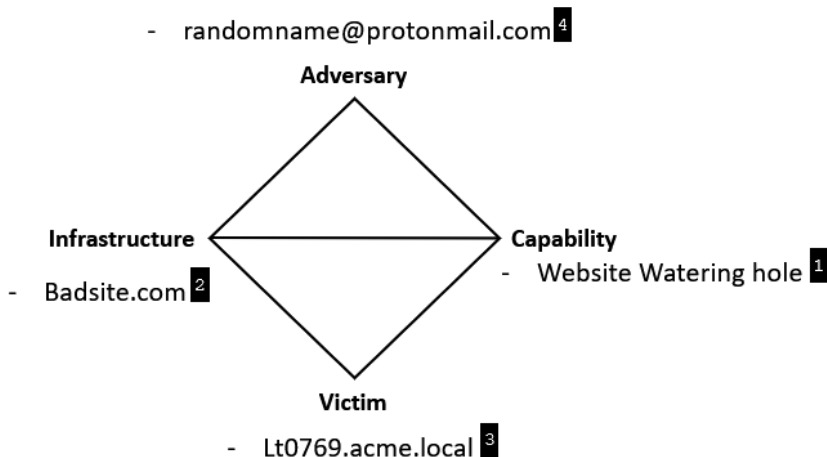 - randomname@protonmail.com 4
Adversary
Infrastructure
Capability
- Website Watering hole 1
- Badsite.com 2
Victim
- Lt0769.acme.local 3